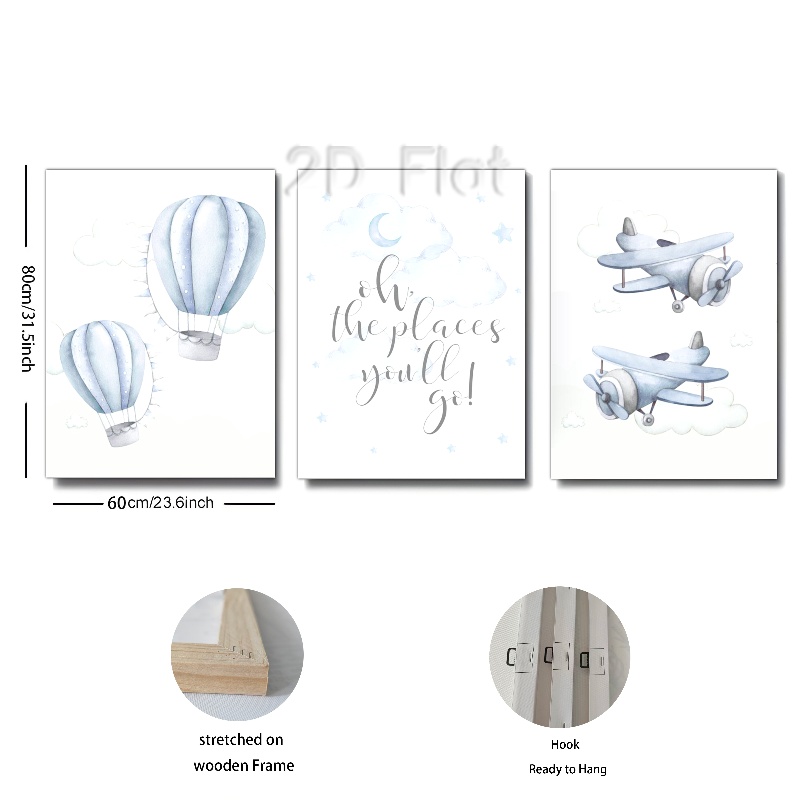 2D Flat
oh,
the places
you'll
go!
80cm/31.5inch
60cm/23.6inch
stretched on
wooden Frame
Hook
Ready to Hang